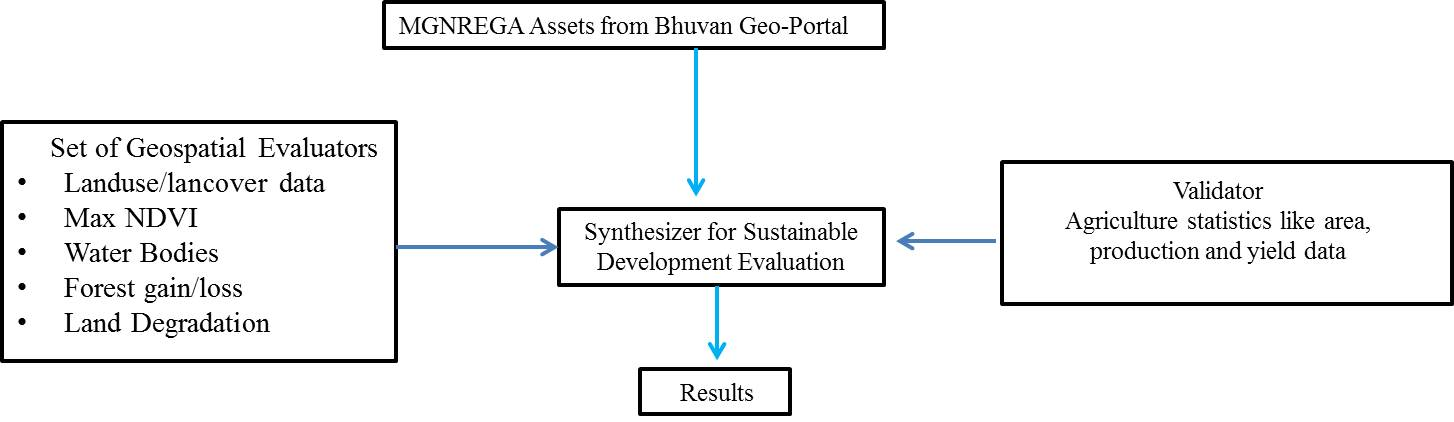 MGNREGA Assets from Bhuvan Geo-Portal
Set of Geospatial Evaluators
• Landuse/lancover data
• Max NDVI
• Water Bodies
• Forest gain/loss
• Land Degradation
Synthesizer for Sustainable
Development Evaluation
Validator
Agriculture statistics like area,
production and yield data
Results